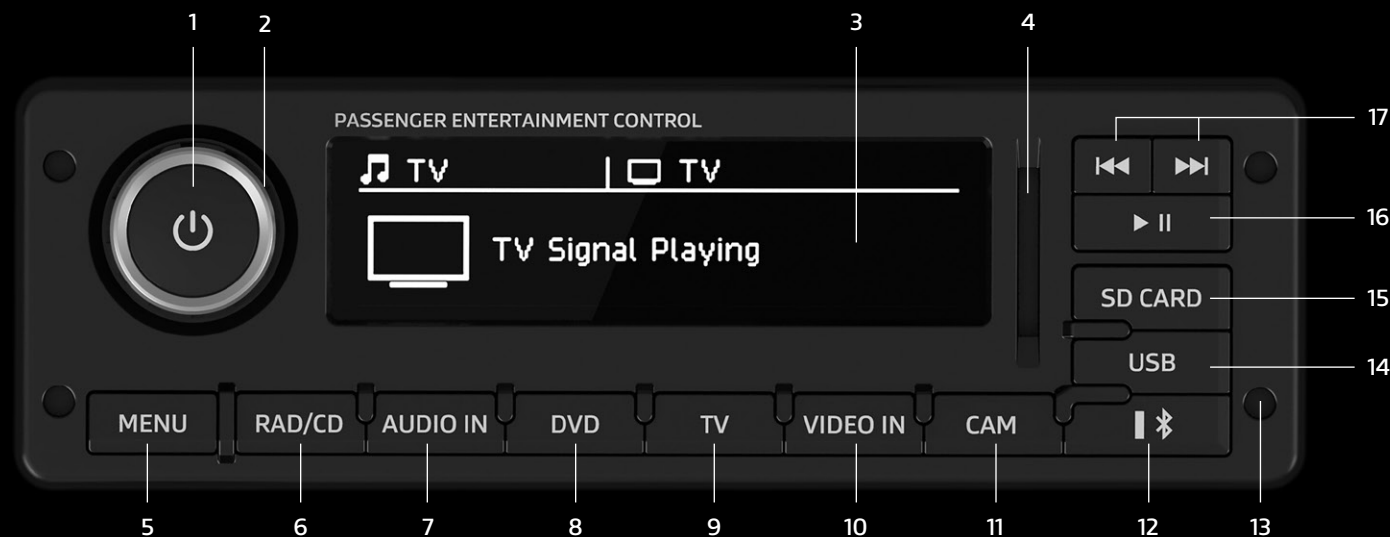 1
2
3
4
PASSENGER ENTERTAINMENT CONTROL
17
TV
TV
16
TV Signal Playing
SD CARD
15
USB
14
MENU
RAD/CD
AUDIO IN
DVD
TV
VIDEO IN
CAM
5
6
7
8
9
10
11
12
13